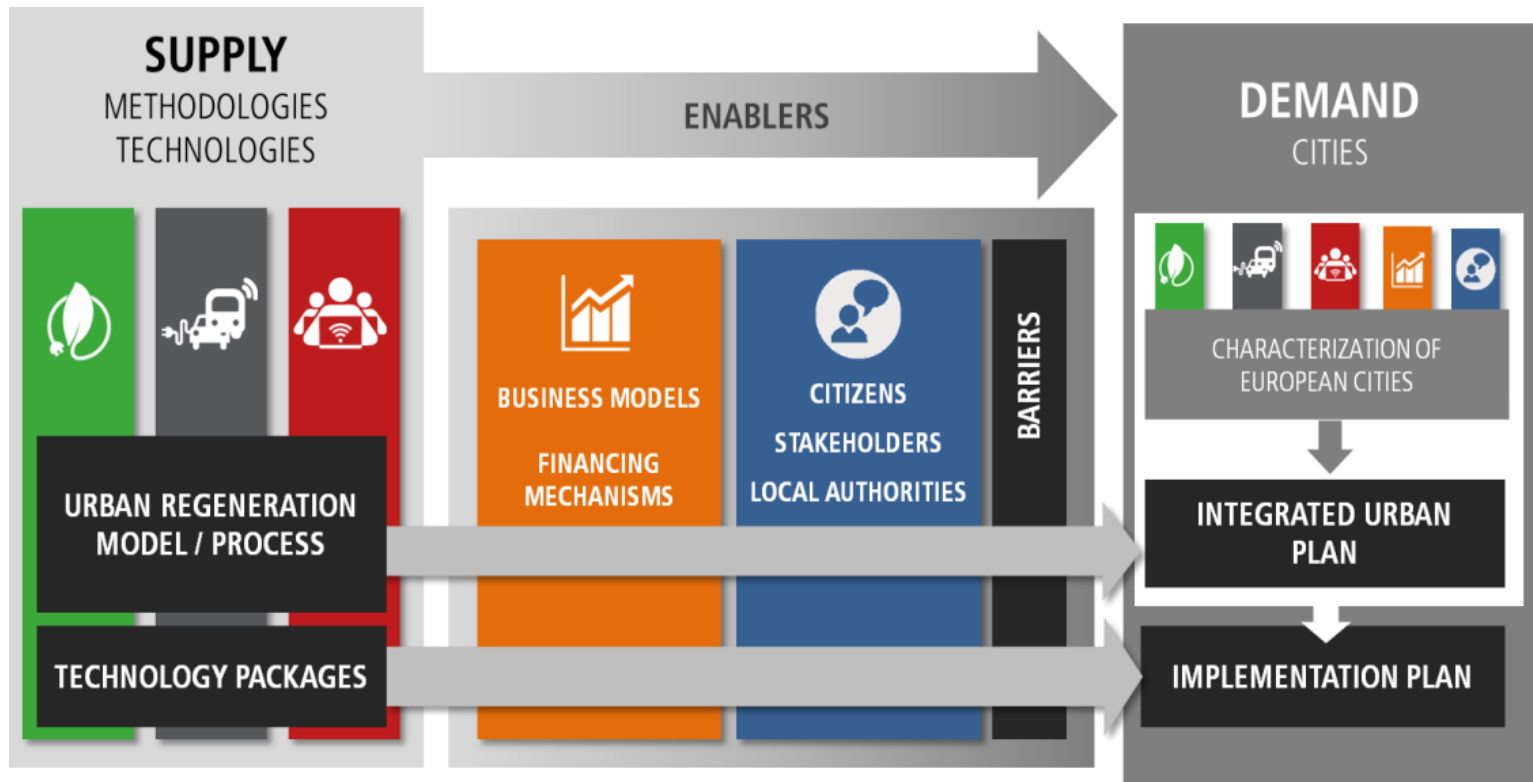 SUPPLY
METHODOLOGIES
TECHNOLOGIES
URBAN REGENERATION
MODEL / PROCESS
TECHNOLOGY PACKAGES
ENABLERS
BUSINESS MODELS
FINANCING
MECHANISMS
CITIZENS
STAKEHOLDERS
LOCAL AUTHORITIES
BARRIERS
DEMAND
CITIES
CHARACTERIZATION OF
EUROPEAN CITIES
INTEGRATED URBAN
PLAN
IMPLEMENTATION PLAN